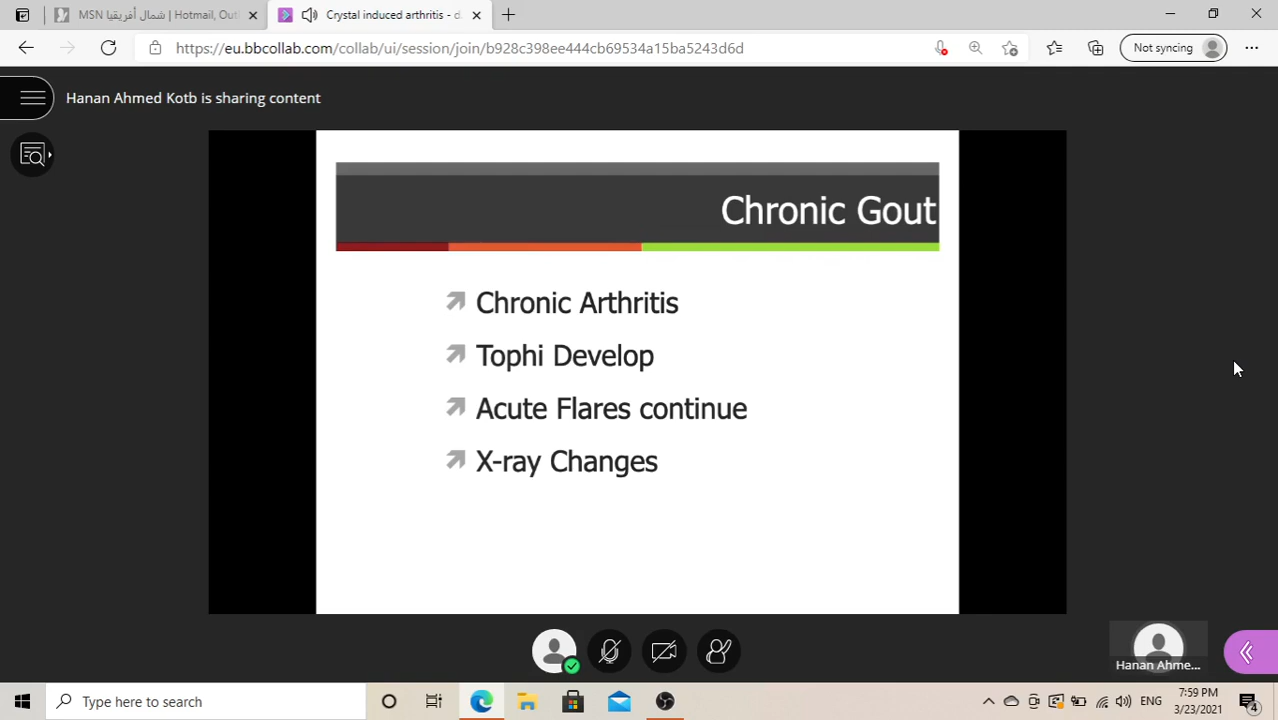 MSN شمال أفريقيا | Hotmail, Outl
Crystal induced arthritis - d
https://eu.bbcollab.com/collab/ui/session/join/b928c398ee444cb69534a15ba5243d6d
Not syncing
Hanan Ahmed Kotb is sharing content
Chronic Gout
Chronic Arthritis
Tophi Develop
Acute Flares continue
X-ray Changes
Hanan Ahme...
Type here to search
ENG
7:59 PM
3/23/2021
4